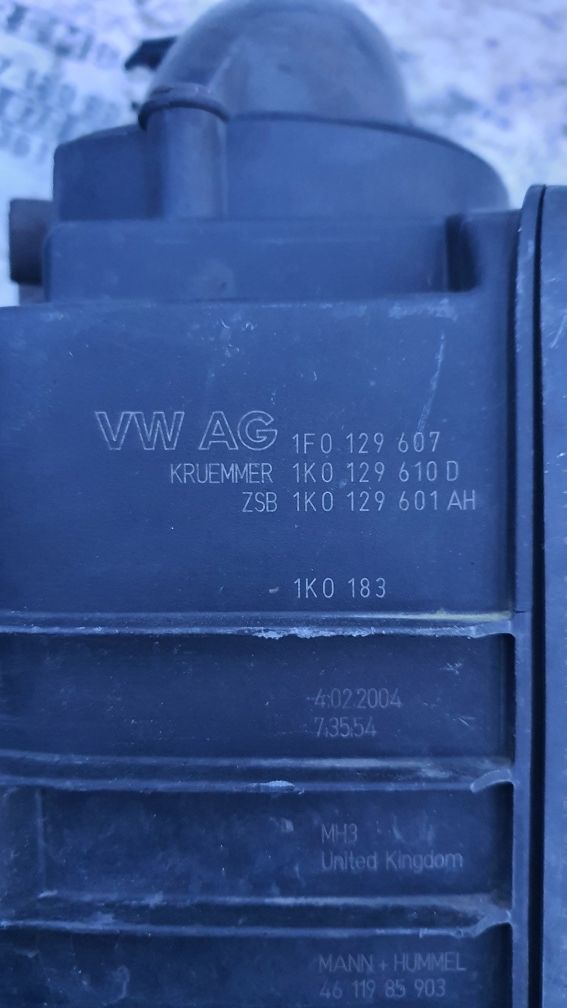 VW AG 1F0 129 607
KRUEMMER 1K0 129 610 D
ZSB 1K0 129 601 AH
1K0 183
4.02.2004
7.35.54
MH3
United Kingdom
MANN + HUMMEL
46 119 85 903